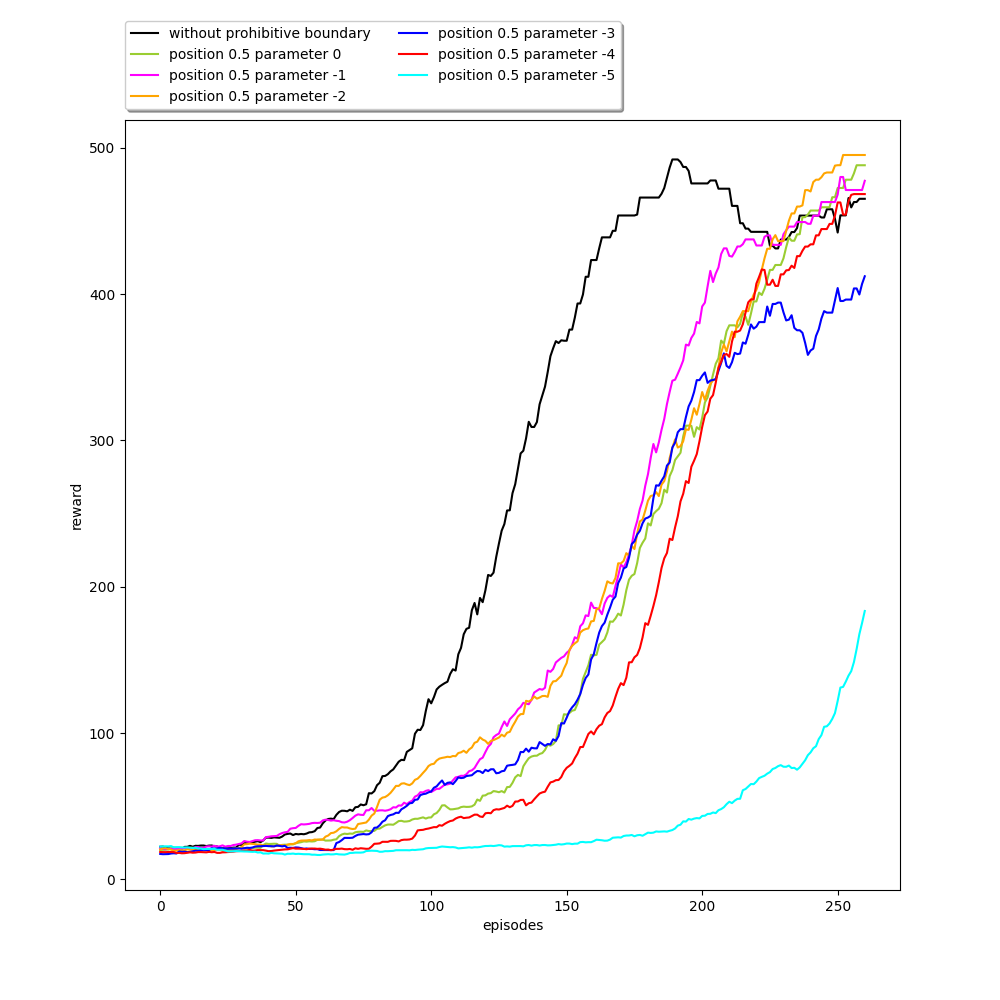 without prohibitive boundary
position 0.5 parameter 0
position 0.5 parameter -1
position 0.5 parameter -2
position 0.5 parameter -3
position 0.5 parameter -4
position 0.5 parameter -5
500
400
300
200
100
0
reward
0 50 100 150 200 250
episodes